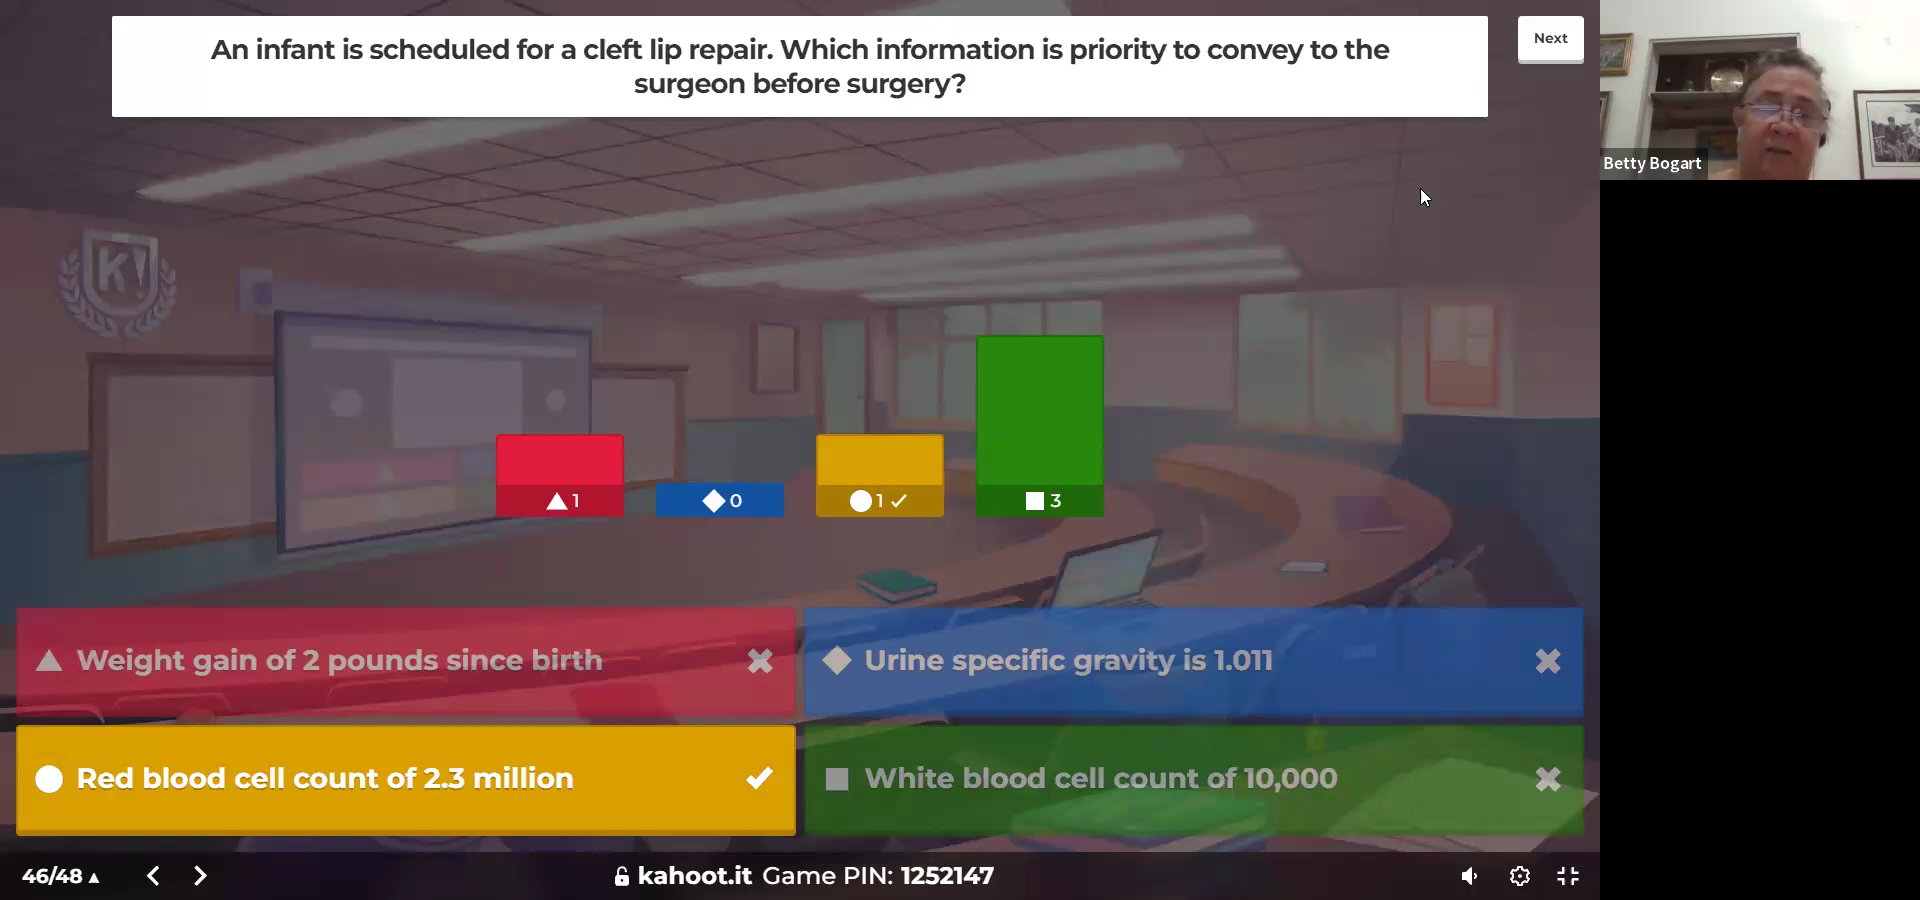 An infant is scheduled for a cleft lip repair. Which information is priority to convey to the
surgeon before surgery?
Next
Betty Bogart
K!
1
0
1
3
Weight gain of 2 pounds since birth
Urine specific gravity is 1.011
Red blood cell count of 2.3 million
White blood cell count of 10,000
46/48
kahoot.it Game PIN: 1252147